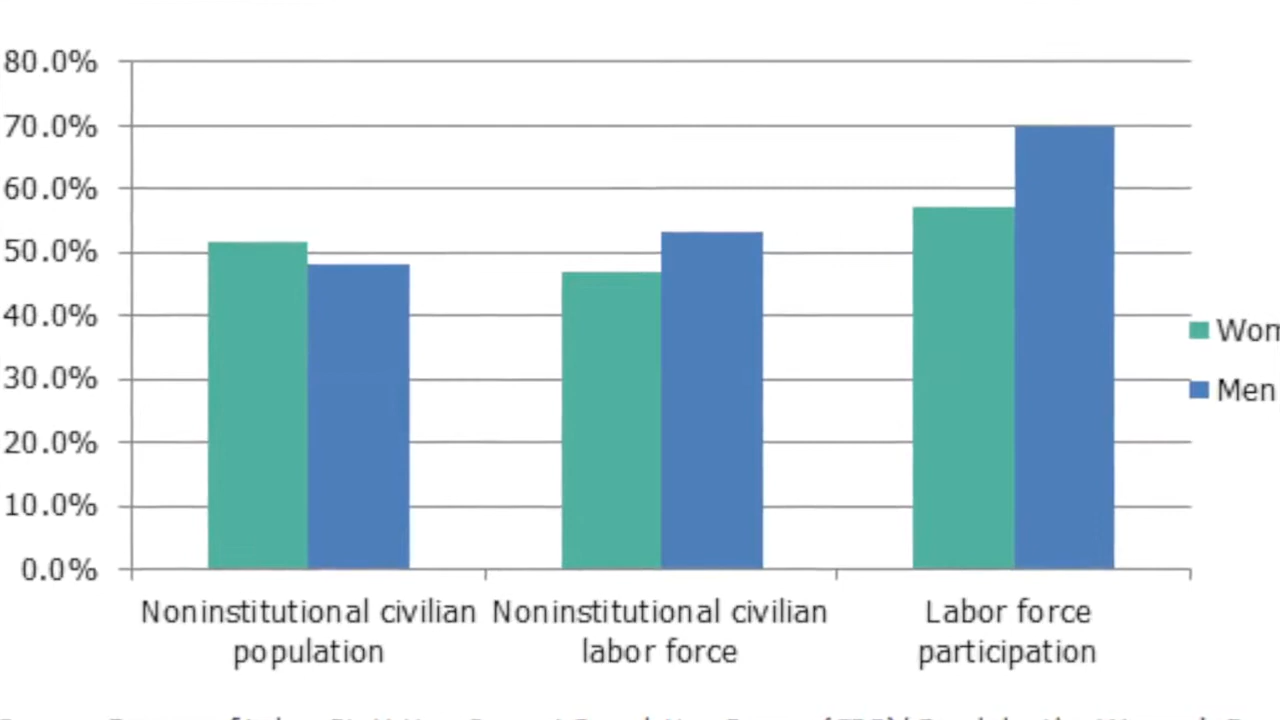 80.0%
70.0%
60.0%
50.0%
40.0%
30.0%
20.0%
10.0%
0.0%
Noninstitutional civilian population
Noninstitutional civilian labor force
Labor force participation
Men